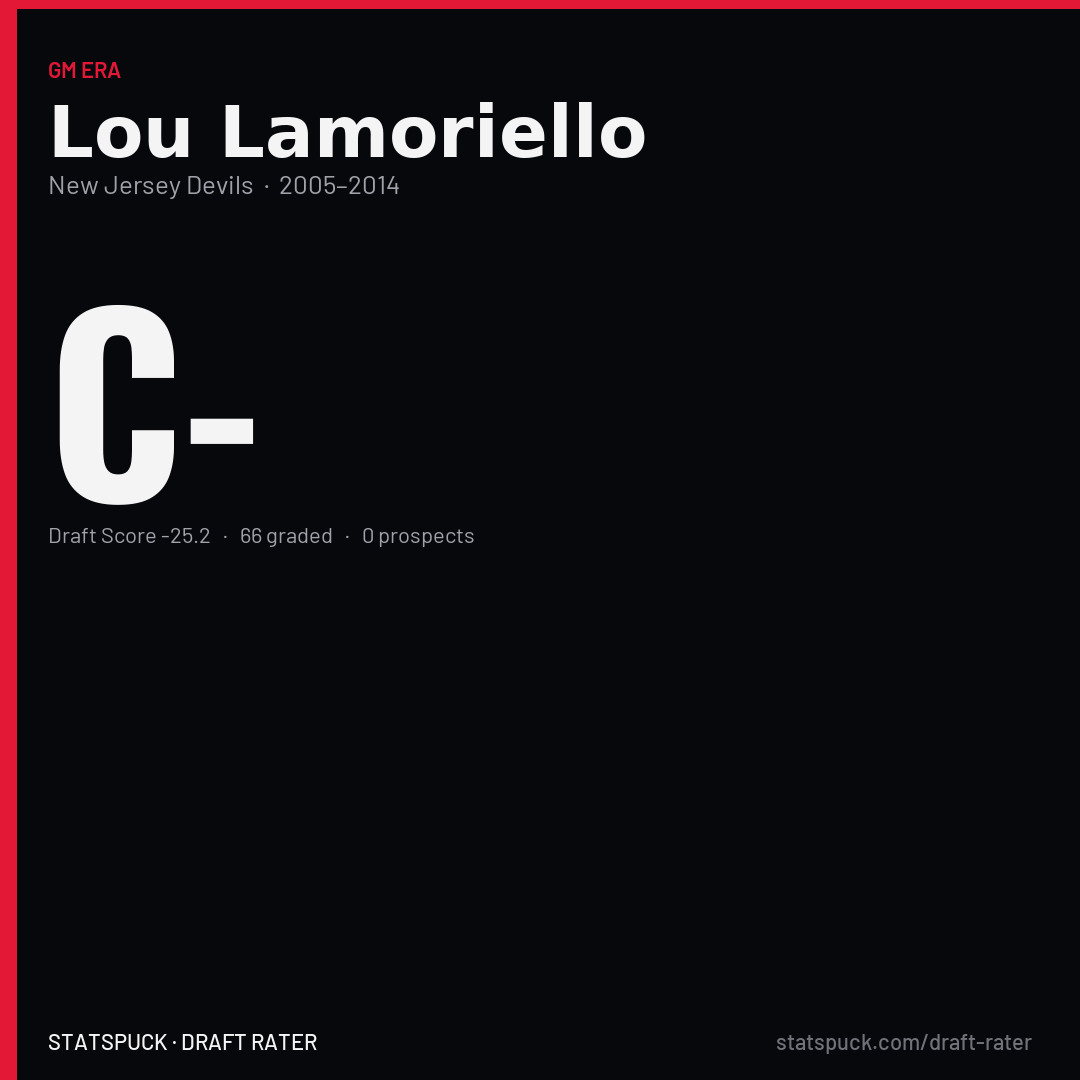 GM ERA
Lou Lamoriello
New Jersey Devils · 2005–2014
C-
Draft Score -25.2 · 66 graded · 0 prospects
STATSPUCK · DRAFT RATER
statspuck.com/draft-rater